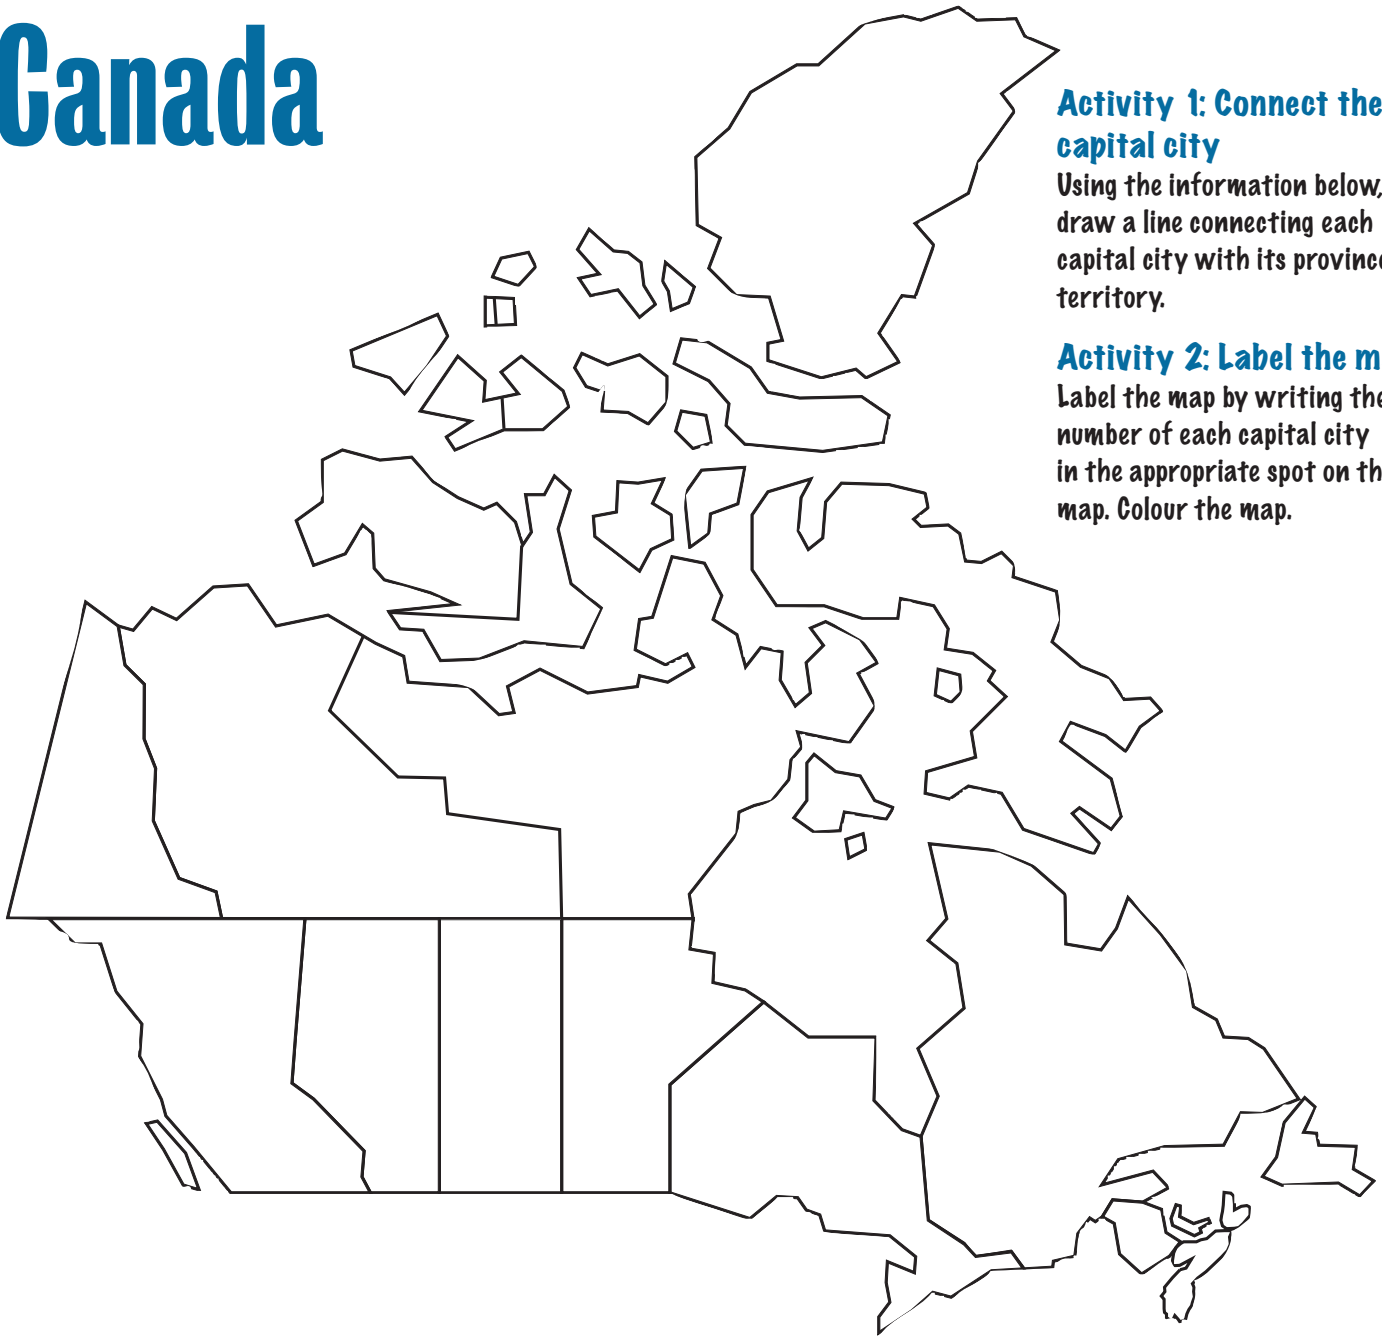 Canada
Activity 1: Connect the
capital city
Using the information below,
draw a line connecting each
capital city with its province
territory.
Activity 2: Label the m
Label the map by writing the
number of each capital city
in the appropriate spot on th
map. Colour the map.